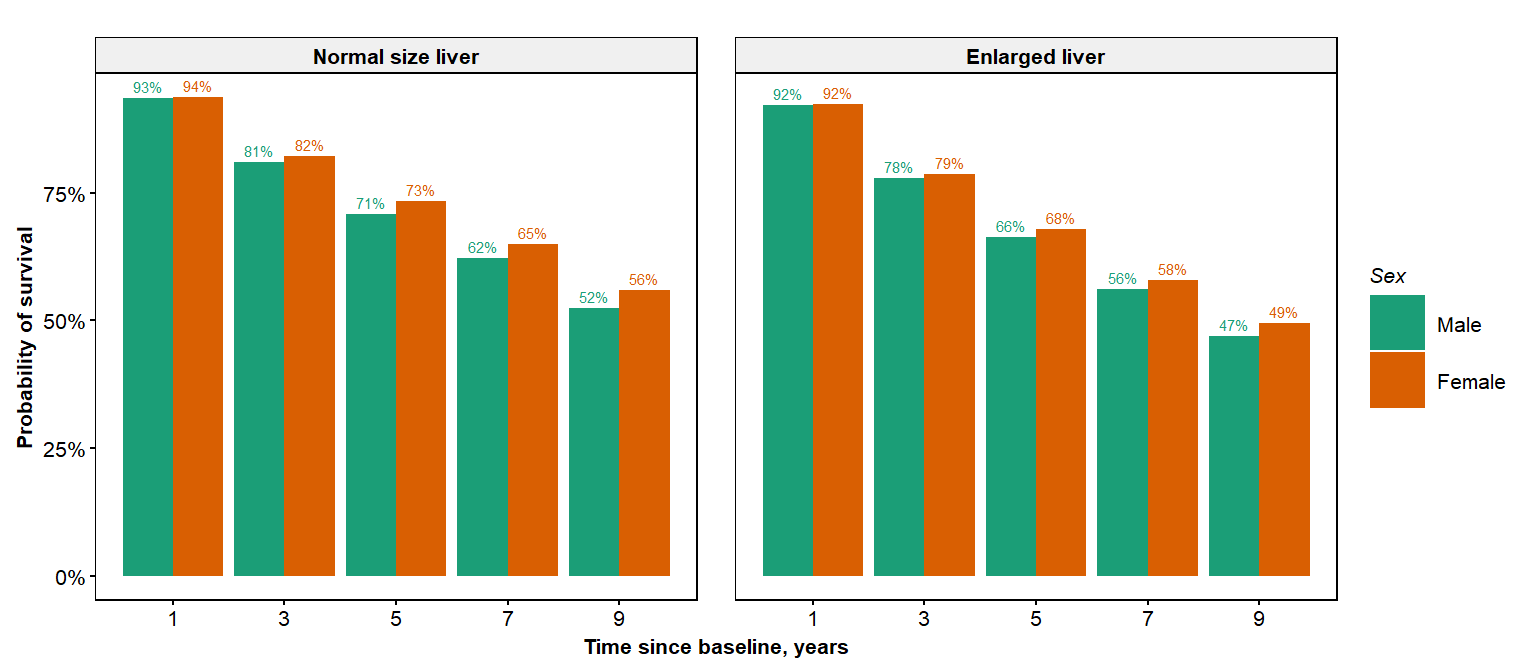 Normal size liver
Enlarged liver
93% 94%
81% 82%
71% 73%
62% 65%
52% 56%
92% 92%
78% 79%
66% 68%
56% 58%
47% 49%
Probability of survival
75%
50%
25%
0%
1 3 5 7 9
1 3 5 7 9
Time since baseline, years
Sex
Male
Female